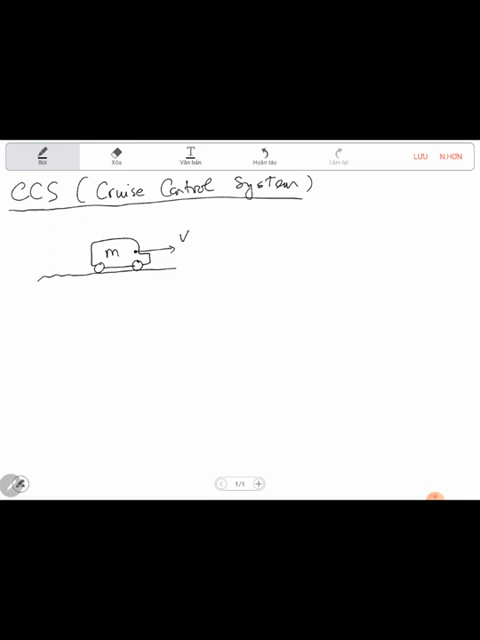 Bút Xóa Văn bản Hoàn tác Làm lại LƯU N.HƠN
CCS ( Cruise Control System )
m V
1/1